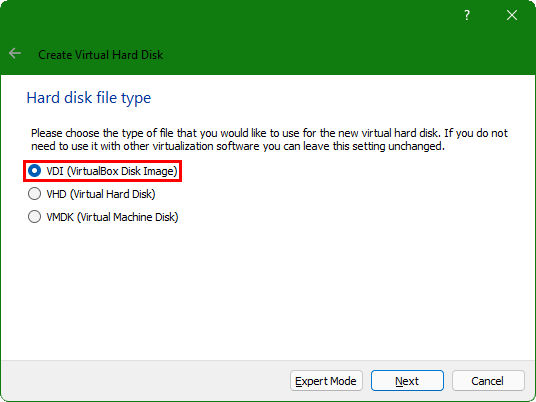 ?
Create Virtual Hard Disk
Hard disk file type
Please choose the type of file that you would like to use for the new virtual hard disk. If you do not
need to use it with other virtualization software you can leave this setting unchanged.
VDI (VirtualBox Disk Image)
VHD (Virtual Hard Disk)
VMDK (Virtual Machine Disk)
Expert Mode Next Cancel